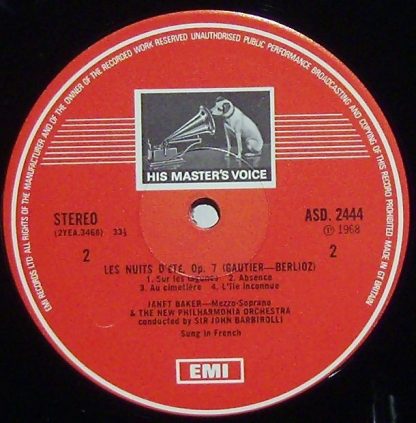 EMI RECORDS LTD ALL RIGHTS OF THE MANUFACTURER AND OF THE OWNER OF THE RECORDED WORK RESERVED UNAUTHORISED PUBLIC PERFORMANCE BROADCASTING AND COPYING OF THIS RECORD PROHIBITED MADE IN GT BRITAIN
HIS MASTER'S VOICE
STEREO
(2YEA.3468) 33⅓
2
ASD. 2444
Ⓟ 1968
2
LES NUITS D'ETE, Op. 7 (GAUTIER—BERLIOZ)
1. Sur les lagunes 2. Absence
3. Au cimetière 4. L'île inconnue
JANET BAKER—Mezzo-Soprano
& THE NEW PHILHARMONIA ORCHESTRA
conducted by SIR JOHN BARBIROLLI
Sung in French
EMI